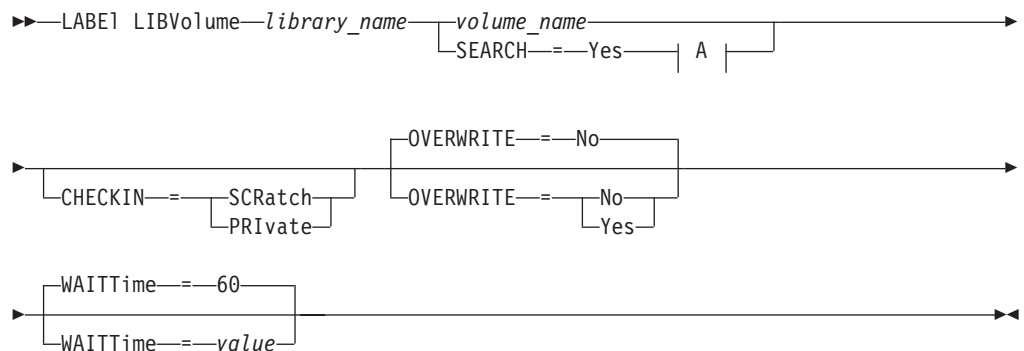 LABEl LIBVolume library_name volume_name
SEARCH = Yes A
OVERWRITE = No
CHECKIN = SCRatch OVERWRITE = No
PRIvate Yes
WAITTime = 60
WAITTime = value